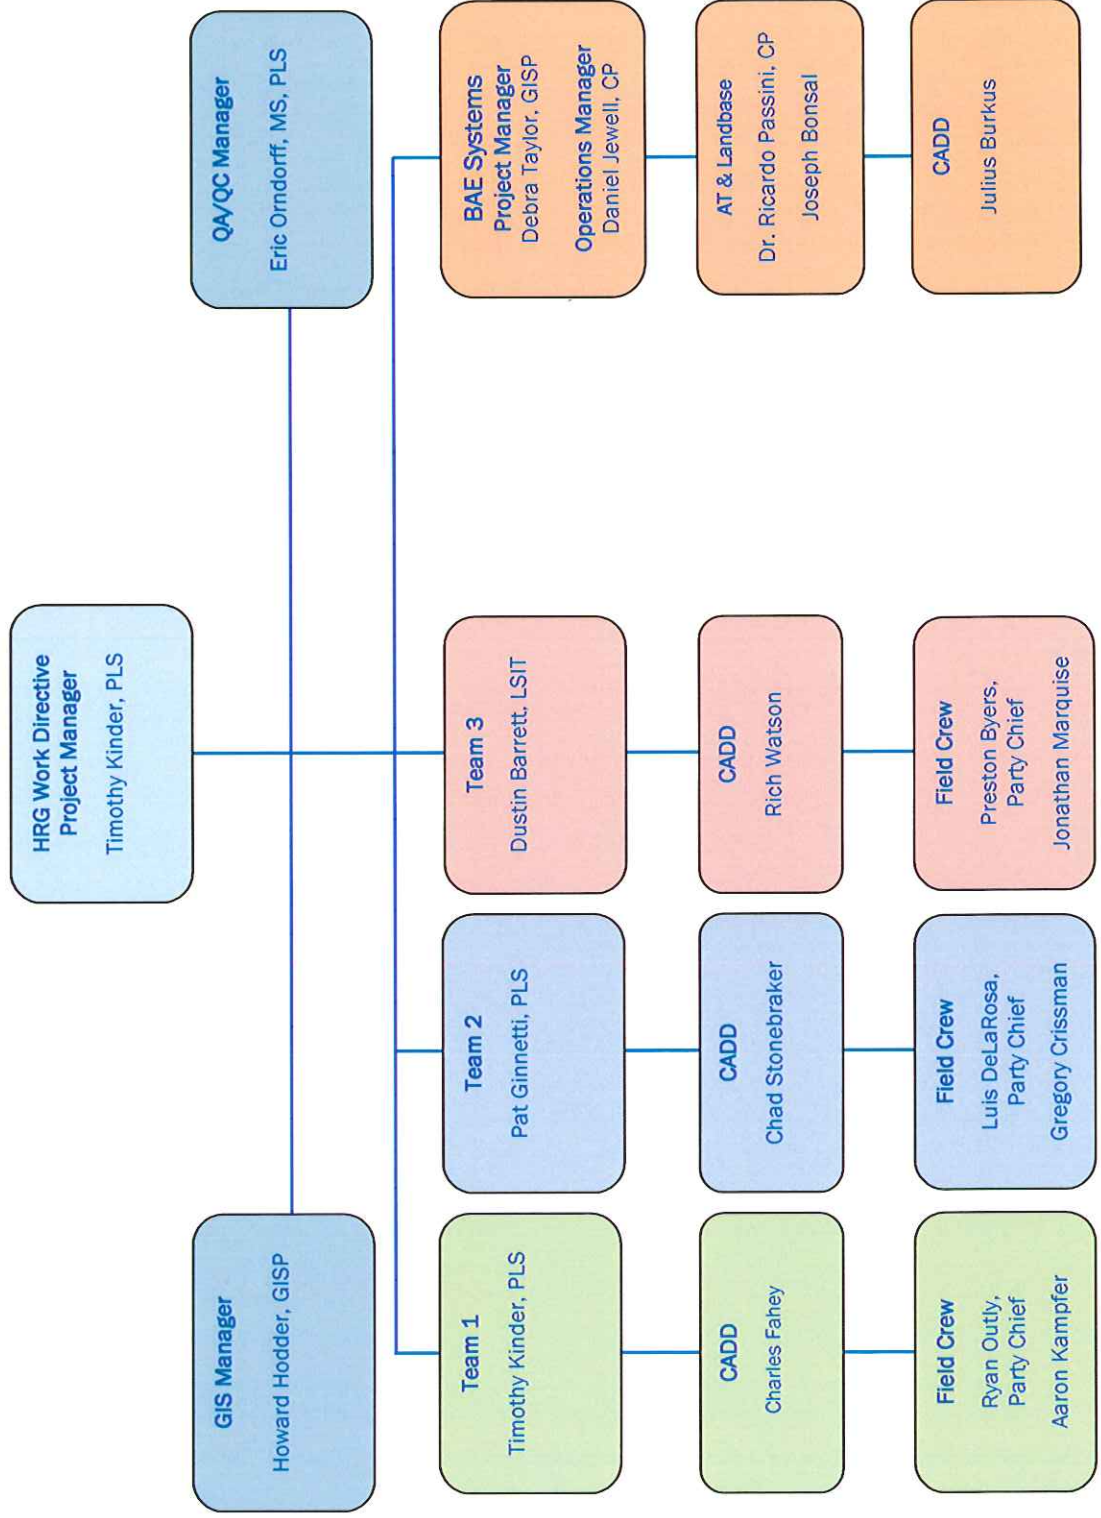 HRG Work Directive
Project Manager
Timothy Kinder, PLS
GIS Manager
Howard Hodder, GISP
QA/QC Manager
Eric Orndorff, MS, PLS
Team 1
Timothy Kinder, PLS
CADD
Charles Fahey
Field Crew
Ryan Outly,
Party Chief
Aaron Kampfer
Team 2
Pat Ginnetti, PLS
CADD
Chad Stonebraker
Field Crew
Luis DeLaRosa,
Party Chief
Gregory Crissman
Team 3
Dustin Barrett, LSIT
CADD
Rich Watson
Field Crew
Preston Byers,
Party Chief
Jonathan Marquise
BAE Systems
Project Manager
Debra Taylor, GISP
Operations Manager
Daniel Jewell, CP
AT & Landbase
Dr. Ricardo Passini, CP
Joseph Bonsal
CADD
Julius Burkus